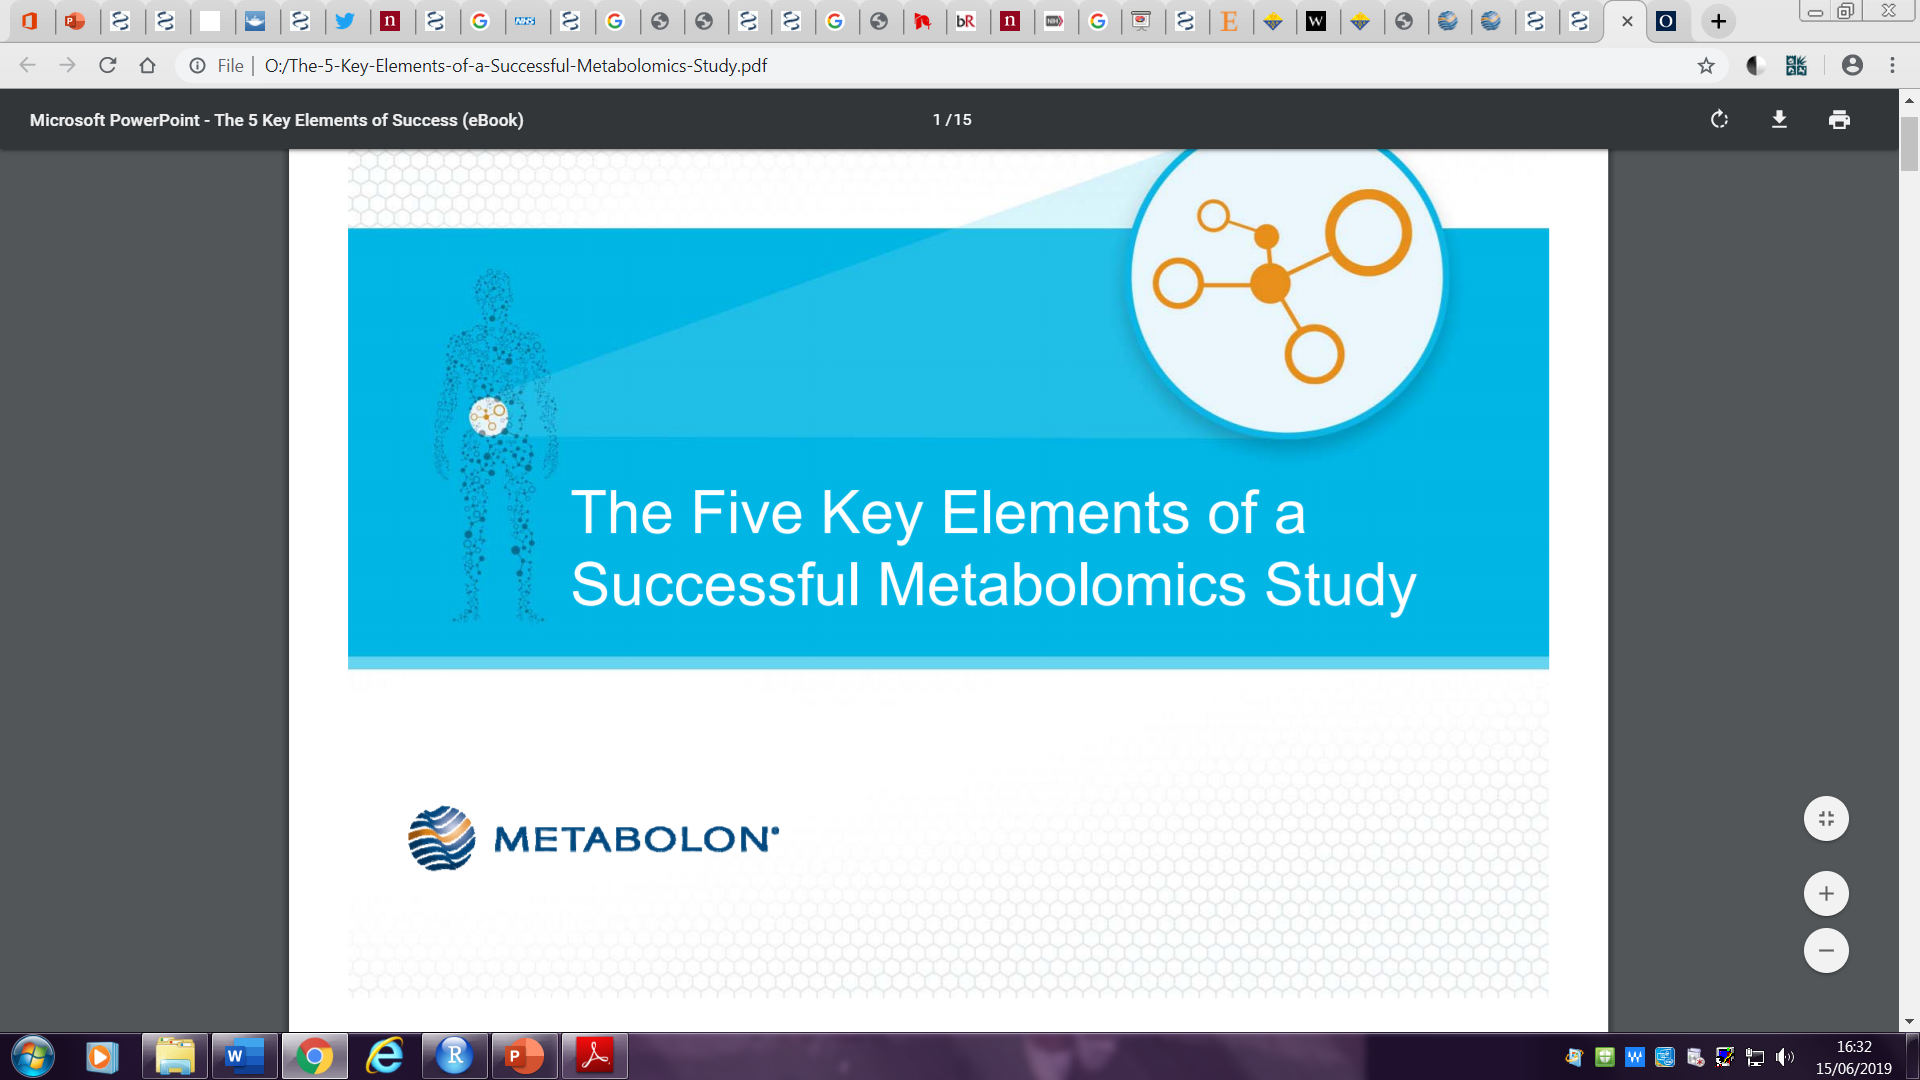 File | O:/The-5-Key-Elements-of-a-Successful-Metabolomics-Study.pdf
Microsoft PowerPoint - The 5 Key Elements of Success (eBook)
1 / 15
The Five Key Elements of a
Successful Metabolomics Study
METABOLON
16:32
15/06/2019